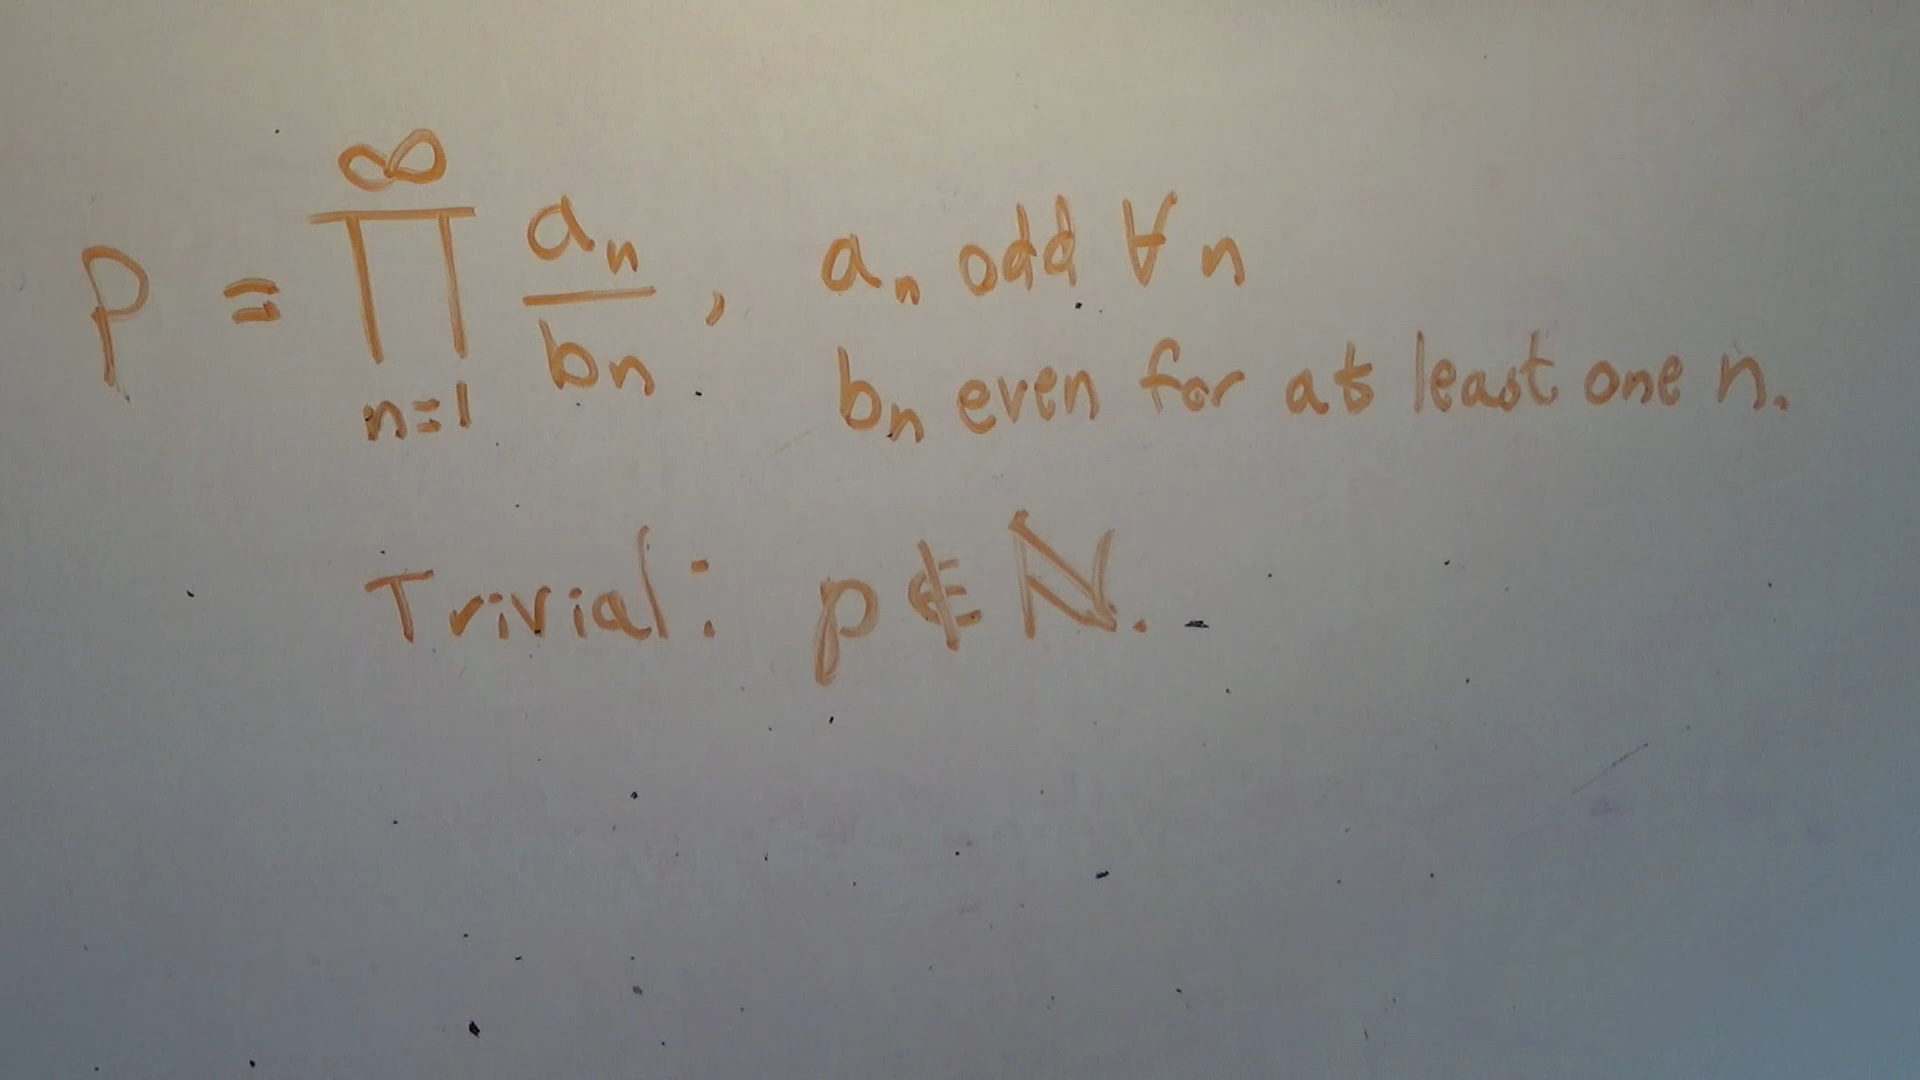 p = ∞ ∏ n=1 a_n / b_n , a_n odd ∀ n
b_n even for at least one n.
Trivial: p ∉ ℕ.